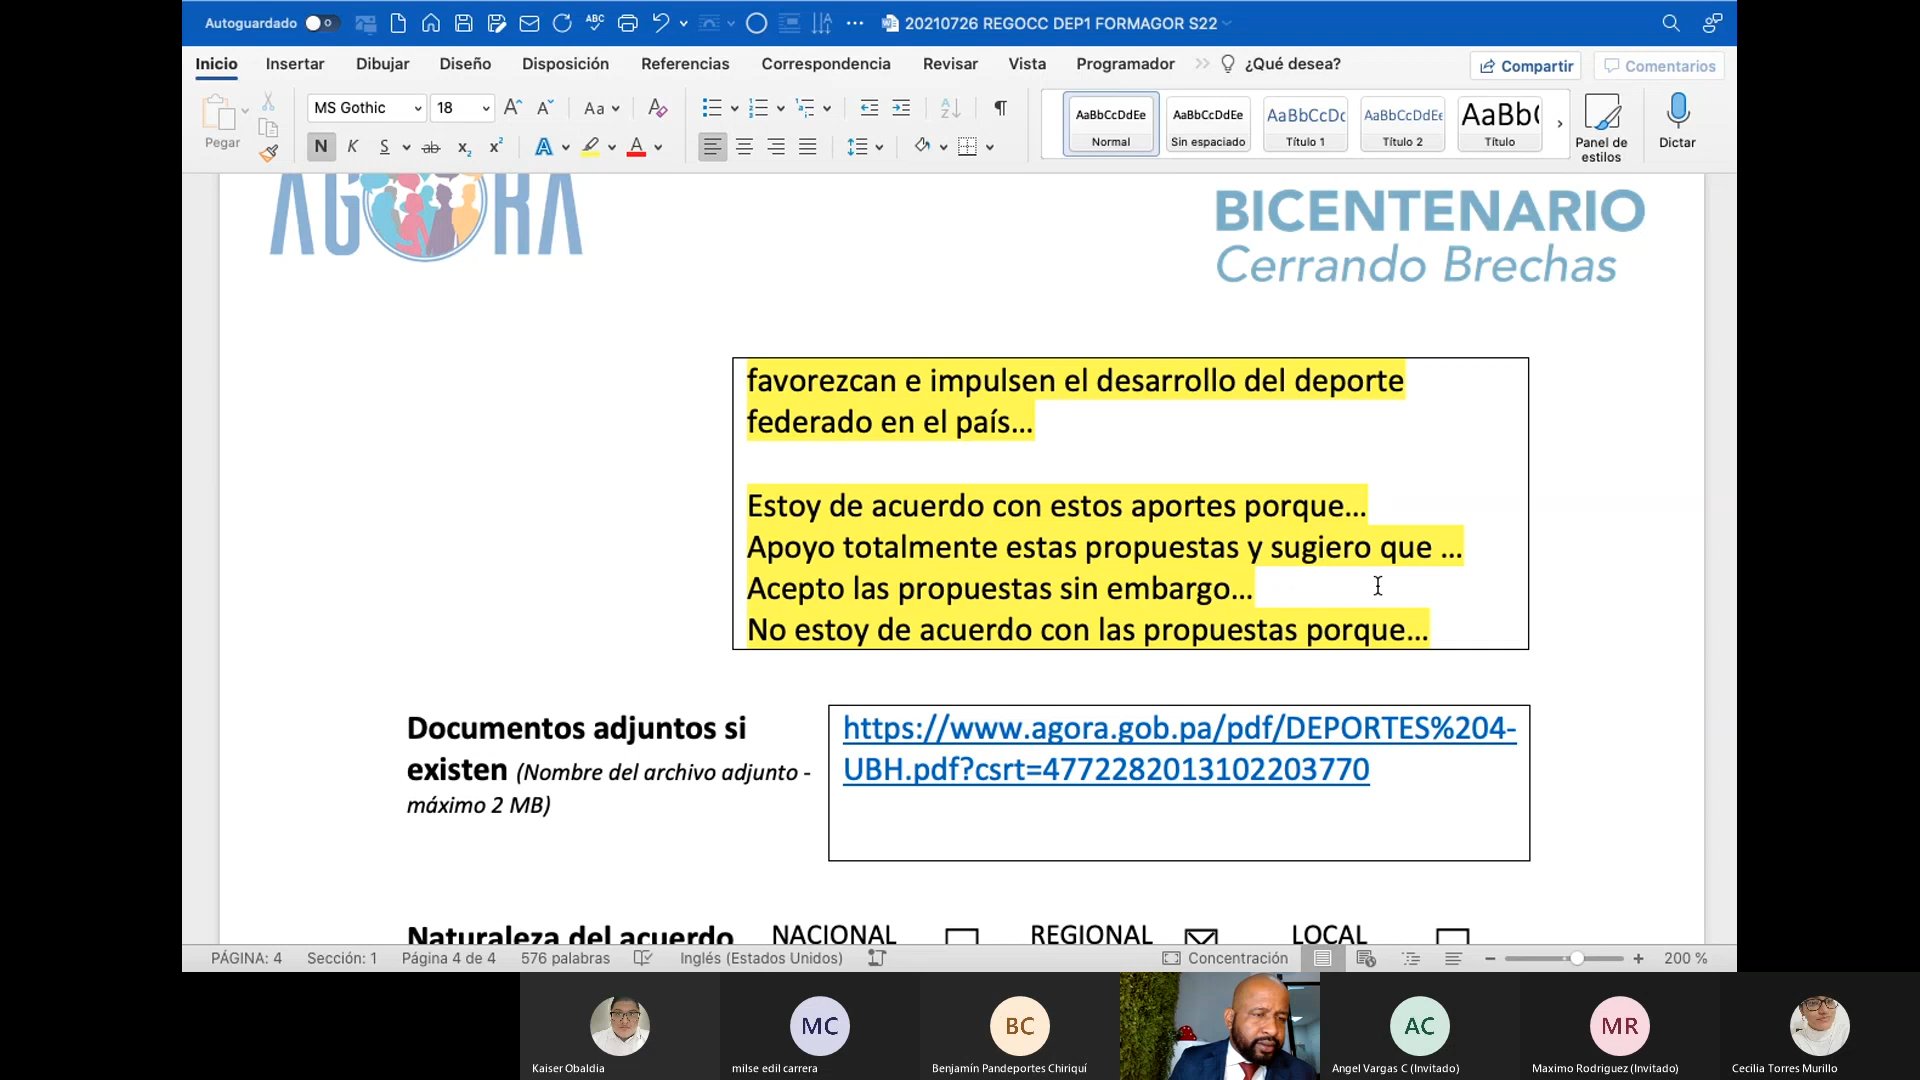 Autoguardado
20210726 REGOCC DEP1 FORMAGOR S22
Inicio Insertar Dibujar Diseño Disposición Referencias Correspondencia Revisar Vista Programador ¿Qué desea? Compartir Comentarios
Pegar
MS Gothic 18
N K S ab x₂ x²
AaBbCcDdEe Normal
AaBbCcDdEe Sin espaciado
AaBbCcDc Título 1
AaBbCcDdEe Título 2
AaBb( Título
Panel de estilos
Dictar
AGORA
BICENTENARIO
Cerrando Brechas
favorezcan e impulsen el desarrollo del deporte
federado en el país...
Estoy de acuerdo con estos aportes porque...
Apoyo totalmente estas propuestas y sugiero que ...
Acepto las propuestas sin embargo...
No estoy de acuerdo con las propuestas porque...
Documentos adjuntos si
existen (Nombre del archivo adjunto -
máximo 2 MB)
https://www.agora.gob.pa/pdf/DEPORTES%204-
UBH.pdf?csrt=4772282013102203770
Naturaleza del acuerdo NACIONAL REGIONAL LOCAL
PÁGINA: 4 Sección: 1 Página 4 de 4 576 palabras Inglés (Estados Unidos) Concentración 200 %
MC BC AC MR
Kaiser Obaldia milse edil carrera Benjamín Pandeportes Chiriquí Angel Vargas C (Invitado) Maximo Rodriguez (Invitado) Cecilia Torres Murillo